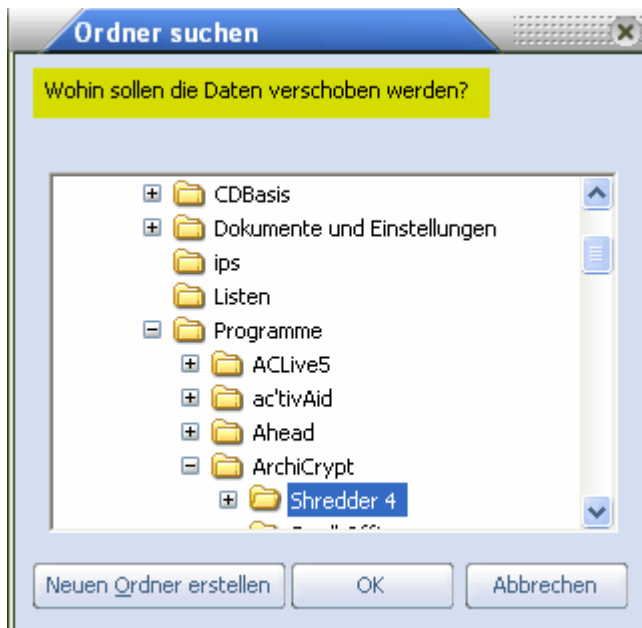 Ordner suchen
Wohin sollen die Daten verschoben werden?
CDBasis
Dokumente und Einstellungen
ips
Listen
Programme
ACLive5
ac'tivAid
Ahead
ArchiCrypt
Shredder 4
Neuen Ordner erstellen OK Abbrechen